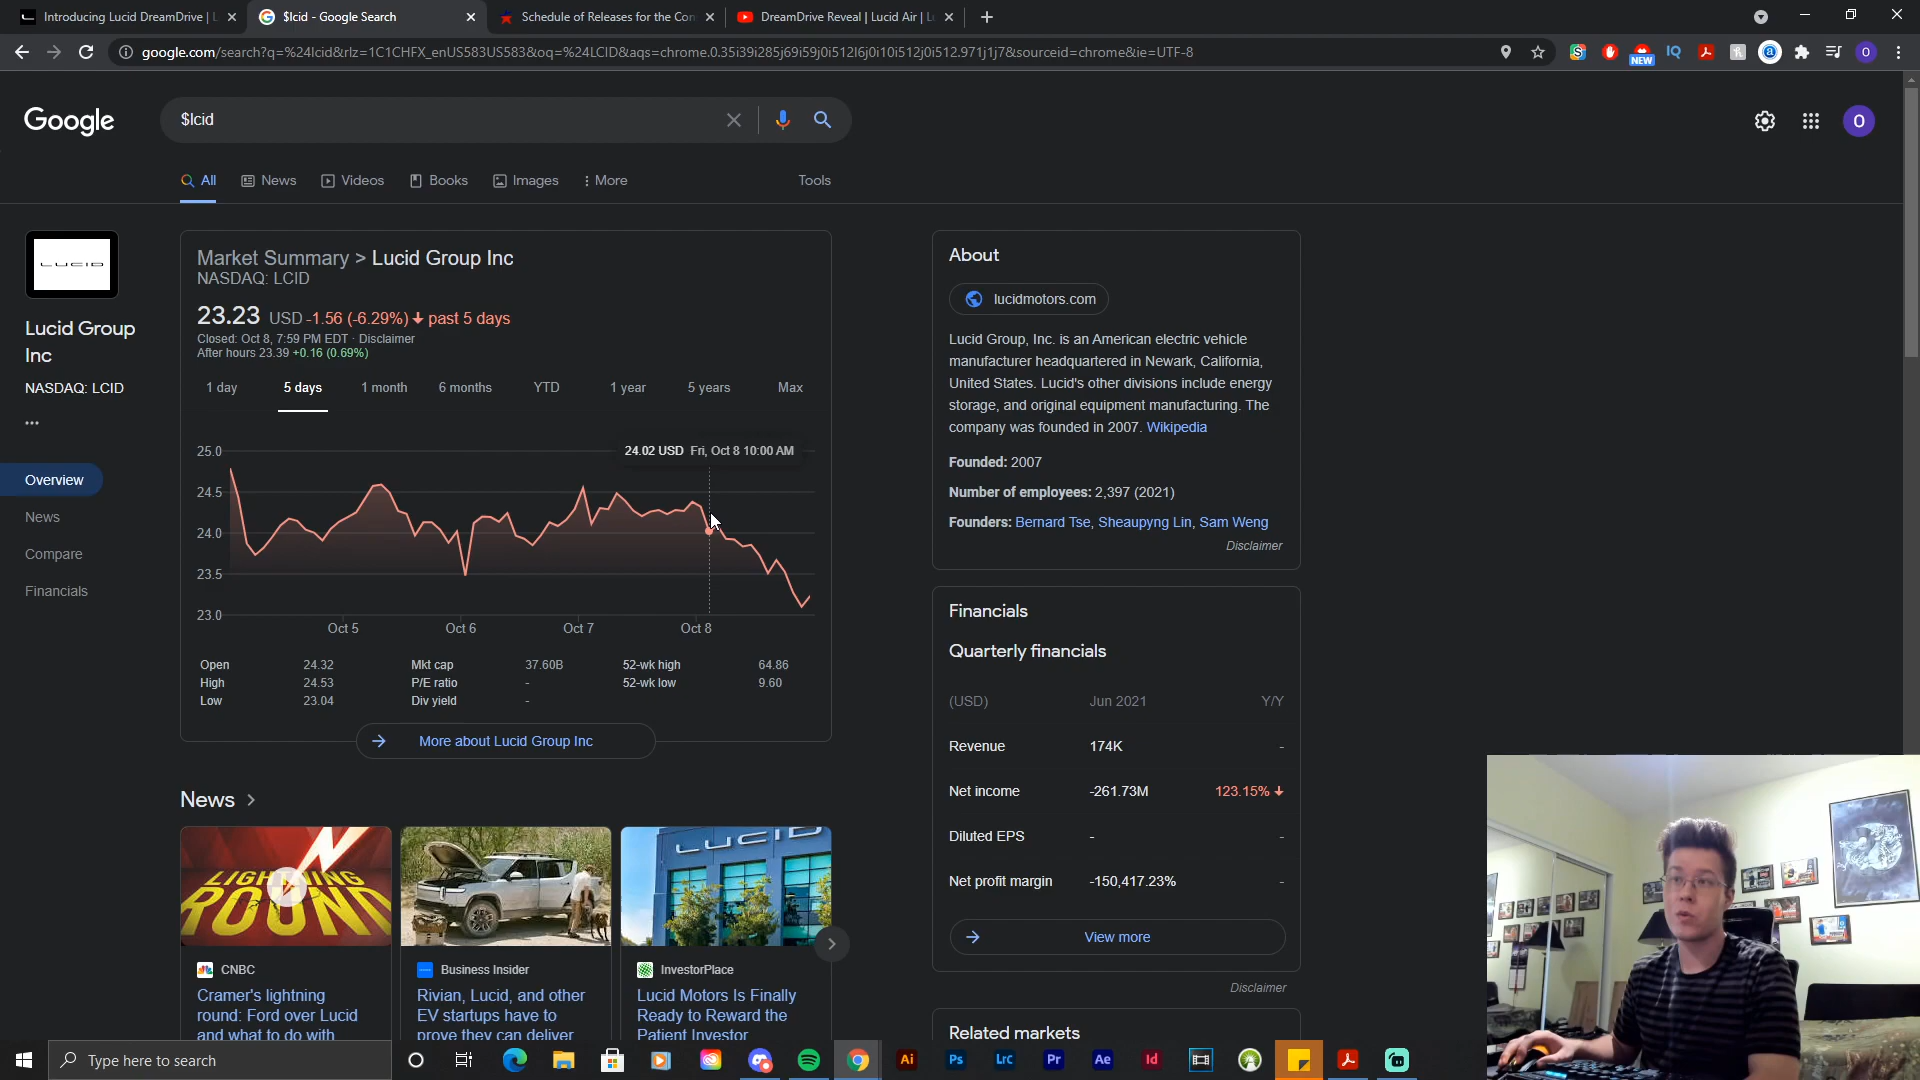 Introducing Lucid DreamDrive | L
$lcid - Google Search
Schedule of Releases for the Con
DreamDrive Reveal | Lucid Air | Lu
google.com/search?q=%24lcid&rlz=1C1CHFX_enUS583US583&oq=%24LCID&aqs=chrome.0.35i39i285j69i59j0i512l6j0i10i512j0i512.971j1j7&sourceid=chrome&ie=UTF-8
NEW
IQ
O
Google
$lcid
O
All
News
Videos
Books
Images
More
Tools
LUCID
Lucid Group
Inc
NASDAQ: LCID
Overview
News
Compare
Financials
Market Summary > Lucid Group Inc
NASDAQ: LCID
23.23 USD -1.56 (-6.29%) past 5 days
Closed: Oct 8, 7:59 PM EDT · Disclaimer
After hours 23.39 +0.16 (0.69%)
1 day
5 days
1 month
6 months
YTD
1 year
5 years
Max
24.02 USD Fri, Oct 8 10:00 AM
25.0
24.5
24.0
23.5
23.0
Oct 5
Oct 6
Oct 7
Oct 8
Open 24.32 Mkt cap 37.60B 52-wk high 64.86
High 24.53 P/E ratio - 52-wk low 9.60
Low 23.04 Div yield -
More about Lucid Group Inc
News
LIGHTNING
ROUND
LUCID
CNBC
Cramer's lightning
round: Ford over Lucid
and what to do with
Business Insider
Rivian, Lucid, and other
EV startups have to
prove they can deliver
InvestorPlace
Lucid Motors Is Finally
Ready to Reward the
Patient Investor
About
lucidmotors.com
Lucid Group, Inc. is an American electric vehicle
manufacturer headquartered in Newark, California,
United States. Lucid's other divisions include energy
storage, and original equipment manufacturing. The
company was founded in 2007. Wikipedia
Founded: 2007
Number of employees: 2,397 (2021)
Founders: Bernard Tse, Sheaupyng Lin, Sam Weng
Disclaimer
Financials
Quarterly financials
(USD) Jun 2021 Y/Y
Revenue 174K -
Net income -261.73M 123.15%
Diluted EPS - -
Net profit margin -150,417.23% -
View more
Disclaimer
Related markets
Type here to search
Ai
Ps
Lrc
Pr
Ae
Id